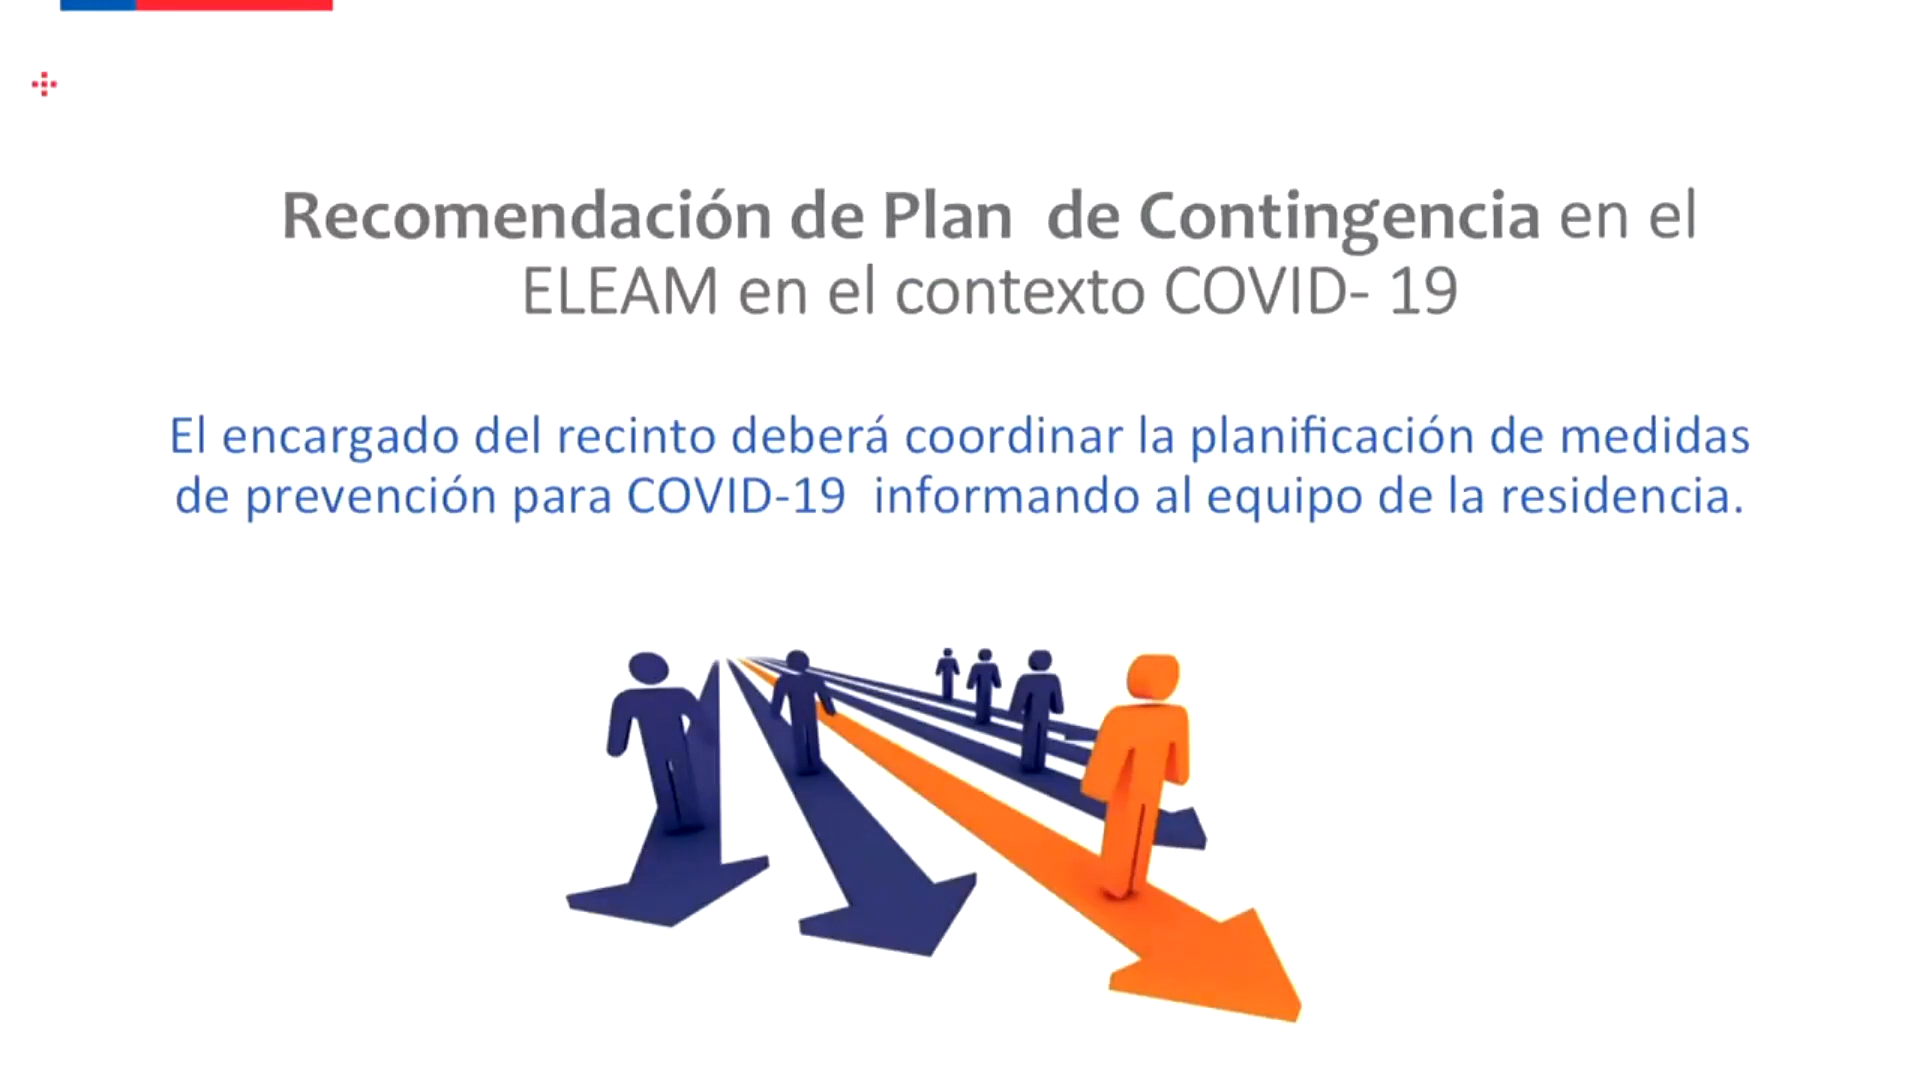 Recomendación de Plan  de Contingencia en el
ELEAM en el contexto COVID- 19
El encargado del recinto deberá coordinar la planificación de medidas
de prevención para COVID-19  informando al equipo de la residencia.